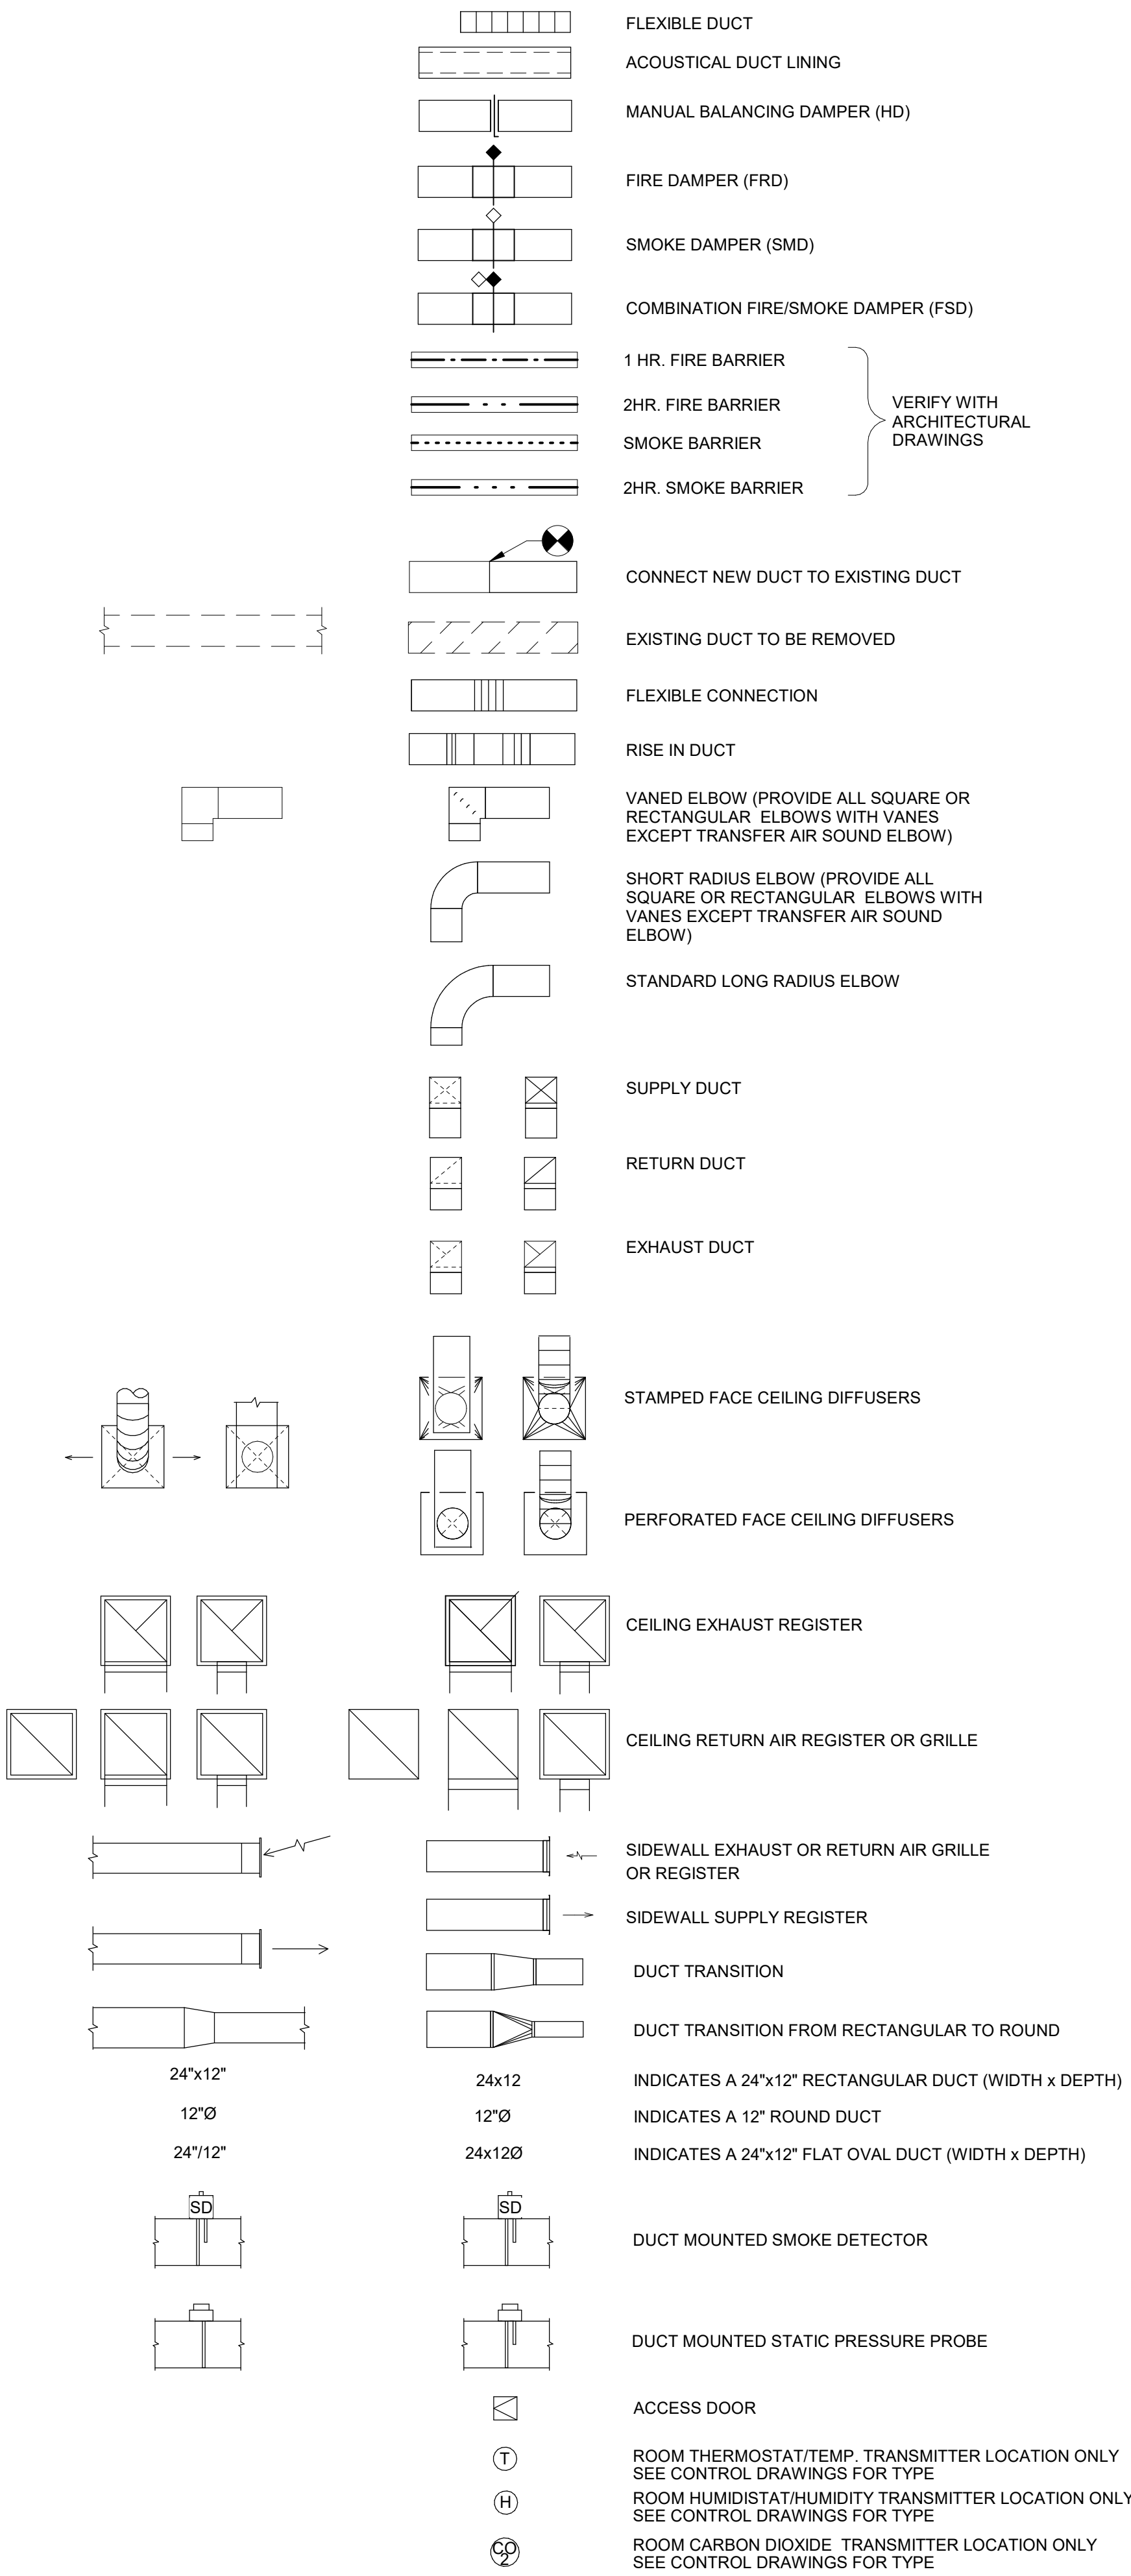 FLEXIBLE DUCT
ACOUSTICAL DUCT LINING
MANUAL BALANCING DAMPER (HD)
FIRE DAMPER (FRD)
SMOKE DAMPER (SMD)
COMBINATION FIRE/SMOKE DAMPER (FSD)
1 HR. FIRE BARRIER
2HR. FIRE BARRIER
SMOKE BARRIER
2HR. SMOKE BARRIER
VERIFY WITH
ARCHITECTURAL
DRAWINGS
CONNECT NEW DUCT TO EXISTING DUCT
EXISTING DUCT TO BE REMOVED
FLEXIBLE CONNECTION
RISE IN DUCT
VANED ELBOW (PROVIDE ALL SQUARE OR
RECTANGULAR ELBOWS WITH VANES
EXCEPT TRANSFER AIR SOUND ELBOW)
SHORT RADIUS ELBOW (PROVIDE ALL
SQUARE OR RECTANGULAR ELBOWS WITH
VANES EXCEPT TRANSFER AIR SOUND
ELBOW)
STANDARD LONG RADIUS ELBOW
SUPPLY DUCT
RETURN DUCT
EXHAUST DUCT
STAMPED FACE CEILING DIFFUSERS
PERFORATED FACE CEILING DIFFUSERS
CEILING EXHAUST REGISTER
CEILING RETURN AIR REGISTER OR GRILLE
SIDEWALL EXHAUST OR RETURN AIR GRILLE
OR REGISTER
SIDEWALL SUPPLY REGISTER
DUCT TRANSITION
DUCT TRANSITION FROM RECTANGULAR TO ROUND
24"x12" 24x12 INDICATES A 24"x12" RECTANGULAR DUCT (WIDTH x DEPTH)
12"Ø 12"Ø INDICATES A 12" ROUND DUCT
24"/12" 24x12Ø INDICATES A 24"x12" FLAT OVAL DUCT (WIDTH x DEPTH)
SD SD
DUCT MOUNTED SMOKE DETECTOR
DUCT MOUNTED STATIC PRESSURE PROBE
ACCESS DOOR
T ROOM THERMOSTAT/TEMP. TRANSMITTER LOCATION ONLY
SEE CONTROL DRAWINGS FOR TYPE
H ROOM HUMIDISTAT/HUMIDITY TRANSMITTER LOCATION ONLY
SEE CONTROL DRAWINGS FOR TYPE
CO
2
ROOM CARBON DIOXIDE TRANSMITTER LOCATION ONLY
SEE CONTROL DRAWINGS FOR TYPE